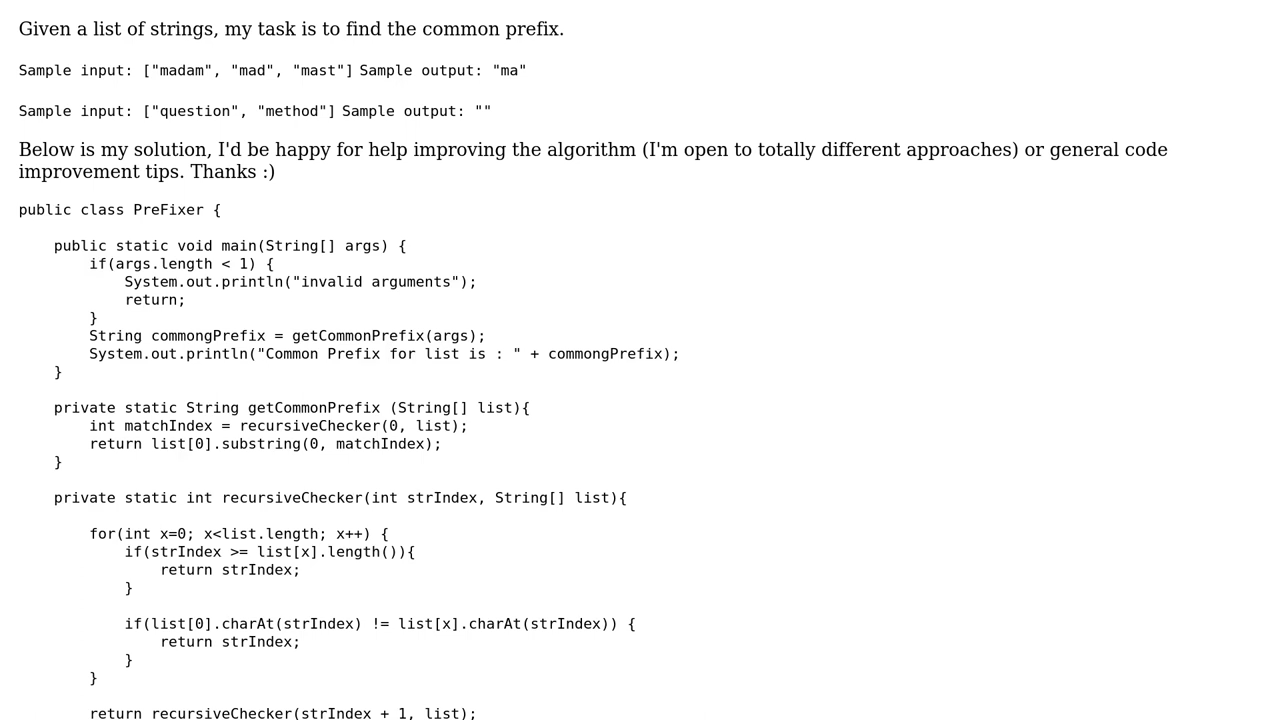 Given a list of strings, my task is to find the common prefix.
Sample input: ["madam", "mad", "mast"] Sample output: "ma"
Sample input: ["question", "method"] Sample output: ""
Below is my solution, I'd be happy for help improving the algorithm (I'm open to totally different approaches) or general code
improvement tips. Thanks :)
public class PreFixer {
    public static void main(String[] args) {
        if(args.length < 1) {
            System.out.println("invalid arguments");
            return;
        }
        String commongPrefix = getCommonPrefix(args);
        System.out.println("Common Prefix for list is : " + commongPrefix);
    }
    private static String getCommonPrefix (String[] list){
        int matchIndex = recursiveChecker(0, list);
        return list[0].substring(0, matchIndex);
    }
    private static int recursiveChecker(int strIndex, String[] list){
        for(int x=0; x<list.length; x++) {
            if(strIndex >= list[x].length()){
                return strIndex;
            }
            if(list[0].charAt(strIndex) != list[x].charAt(strIndex)) {
                return strIndex;
            }
        }
        return recursiveChecker(strIndex + 1, list);